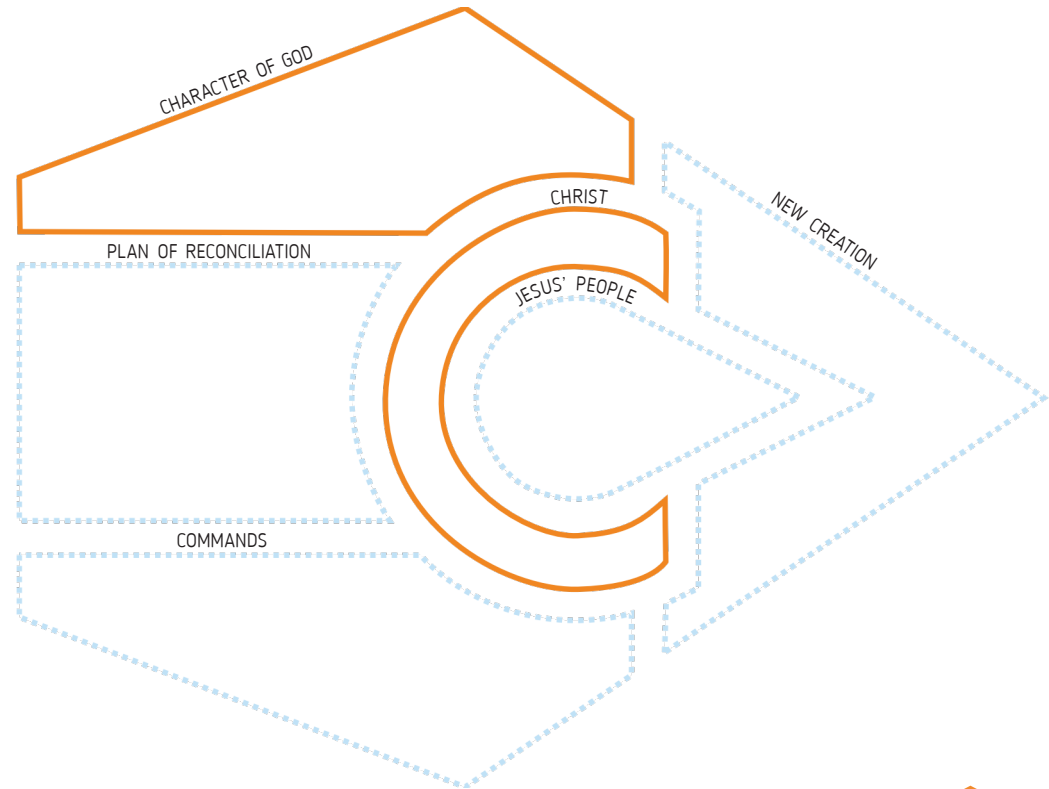 CHARACTER OF GOD
CHRIST
NEW CREATION
PLAN OF RECONCILIATION
JESUS' PEOPLE
COMMANDS